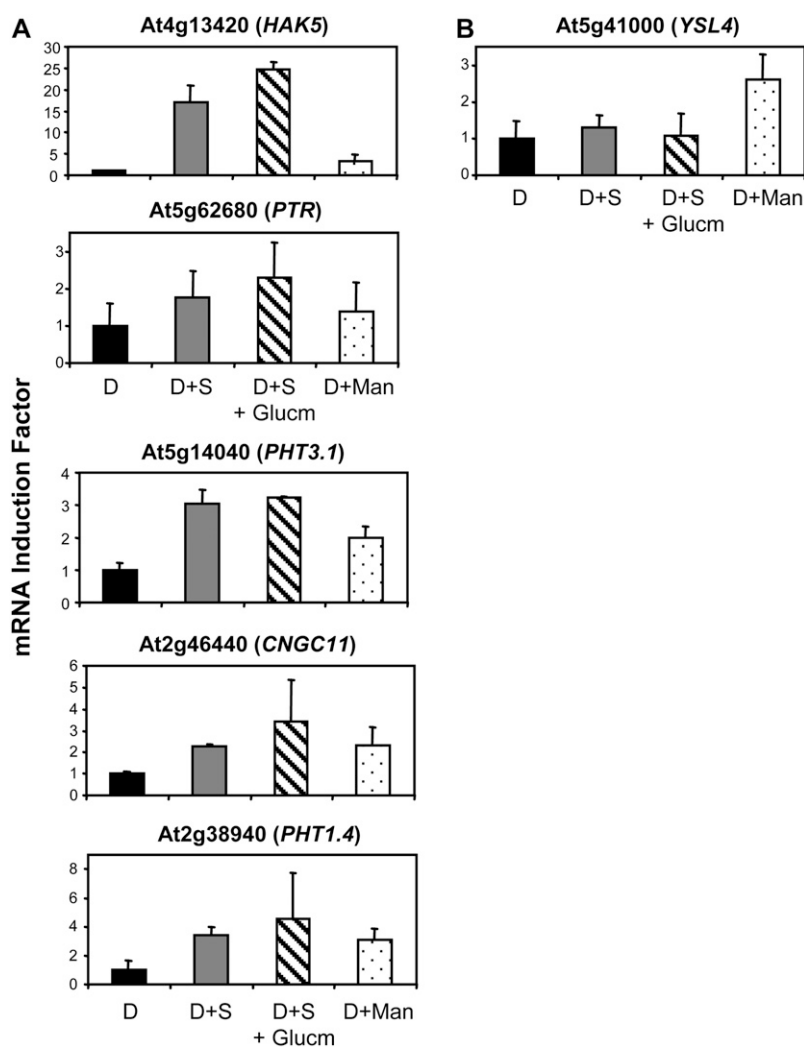 A
At4g13420 (HAK5)
30
25
20
15
10
5
0
At5g62680 (PTR)
3
2
1
0
D D+S D+S D+Man
+ Glucm
At5g14040 (PHT3.1)
4
3
2
1
0
At2g46440 (CNGC11)
6
5
4
3
2
1
0
At2g38940 (PHT1.4)
8
6
4
2
0
D D+S D+S D+Man
+ Glucm
mRNA Induction Factor
B
At5g41000 (YSL4)
3
2
1
0
D D+S D+S D+Man
+ Glucm